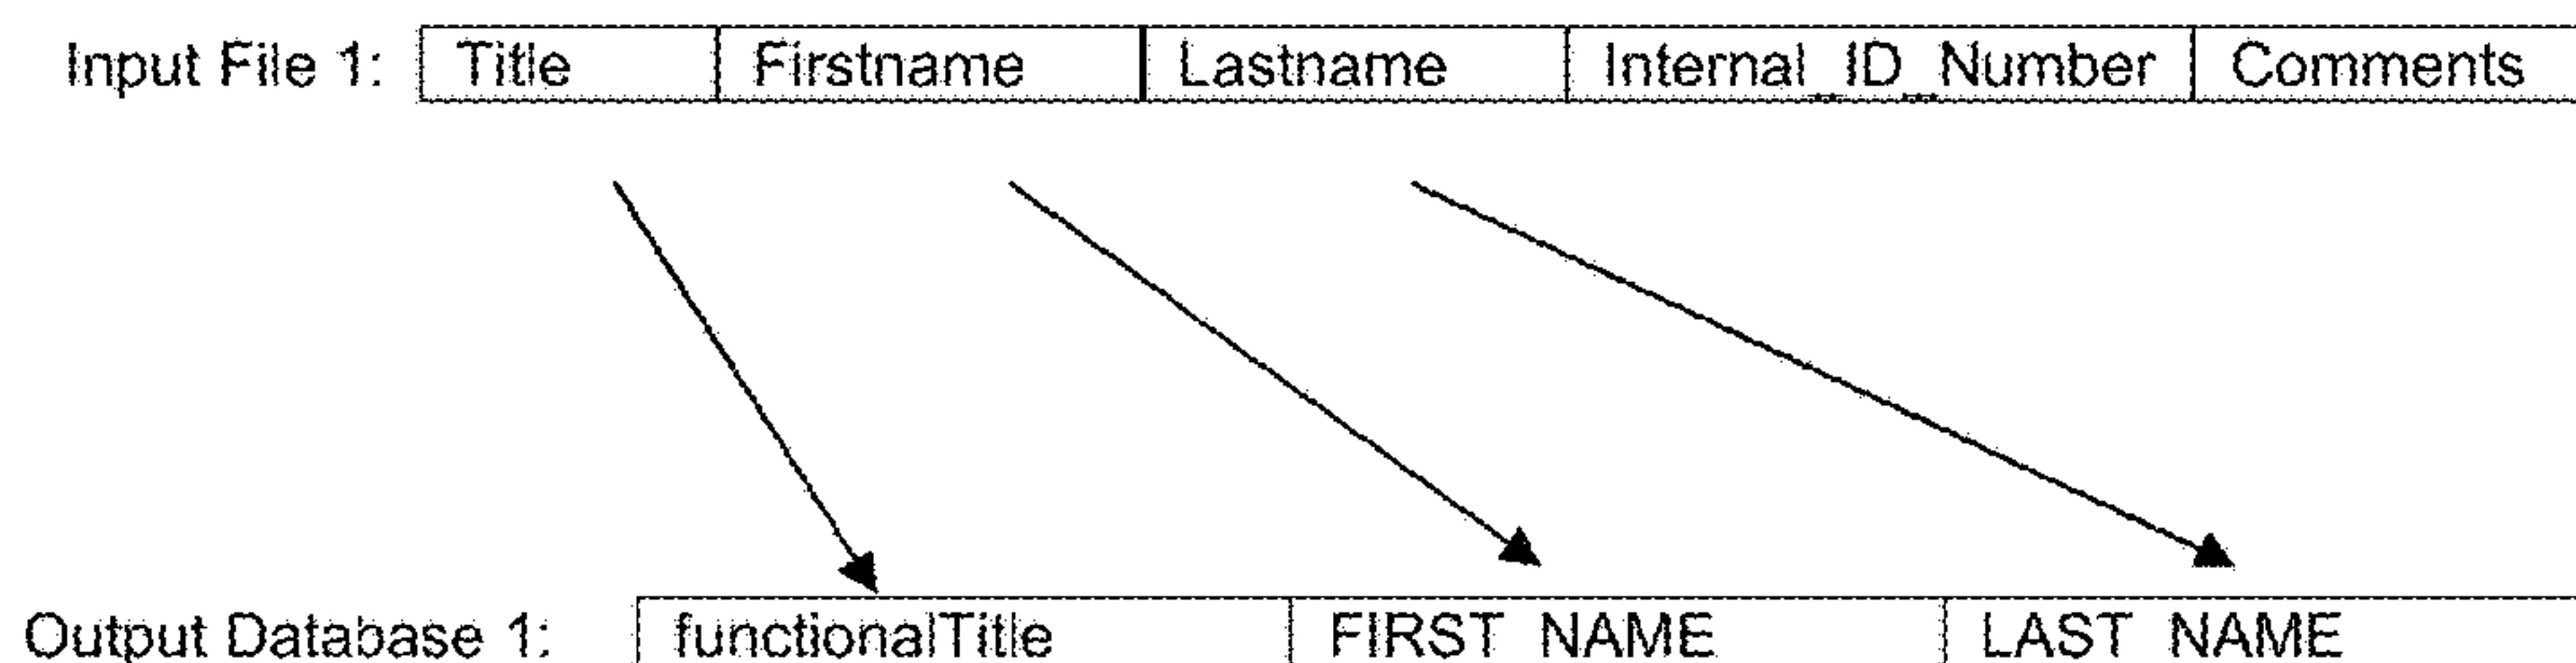 Input File 1: Title Firstname Lastname Internal_ID_Number Comments
Output Database 1: functionalTitle FIRST_NAME LAST_NAME